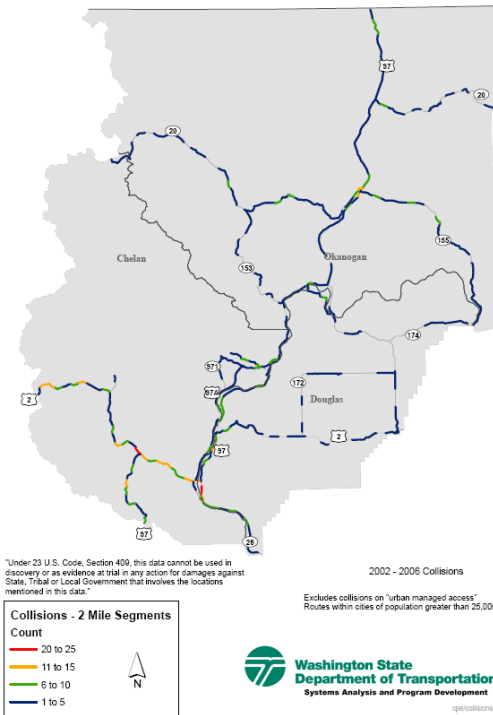 97
20
20
155
Chelan
Okanogan
153
174
971
97A
172
Douglas
2
97
2
97
28
"Under 23 U.S. Code, Section 409, this data cannot be used in
discovery or as evidence at trial in any action for damages against
State, Tribal or Local Government that involves the locations
mentioned in this data."
2002 - 2006 Collisions
Excludes collisions on "urban managed access"
Routes within cities of population greater than 25,00
Collisions - 2 Mile Segments
Count
20 to 25
11 to 15
6 to 10
1 to 5
N
Washington State
Department of Transportation
Systems Analysis and Program Development
cpe/collisions